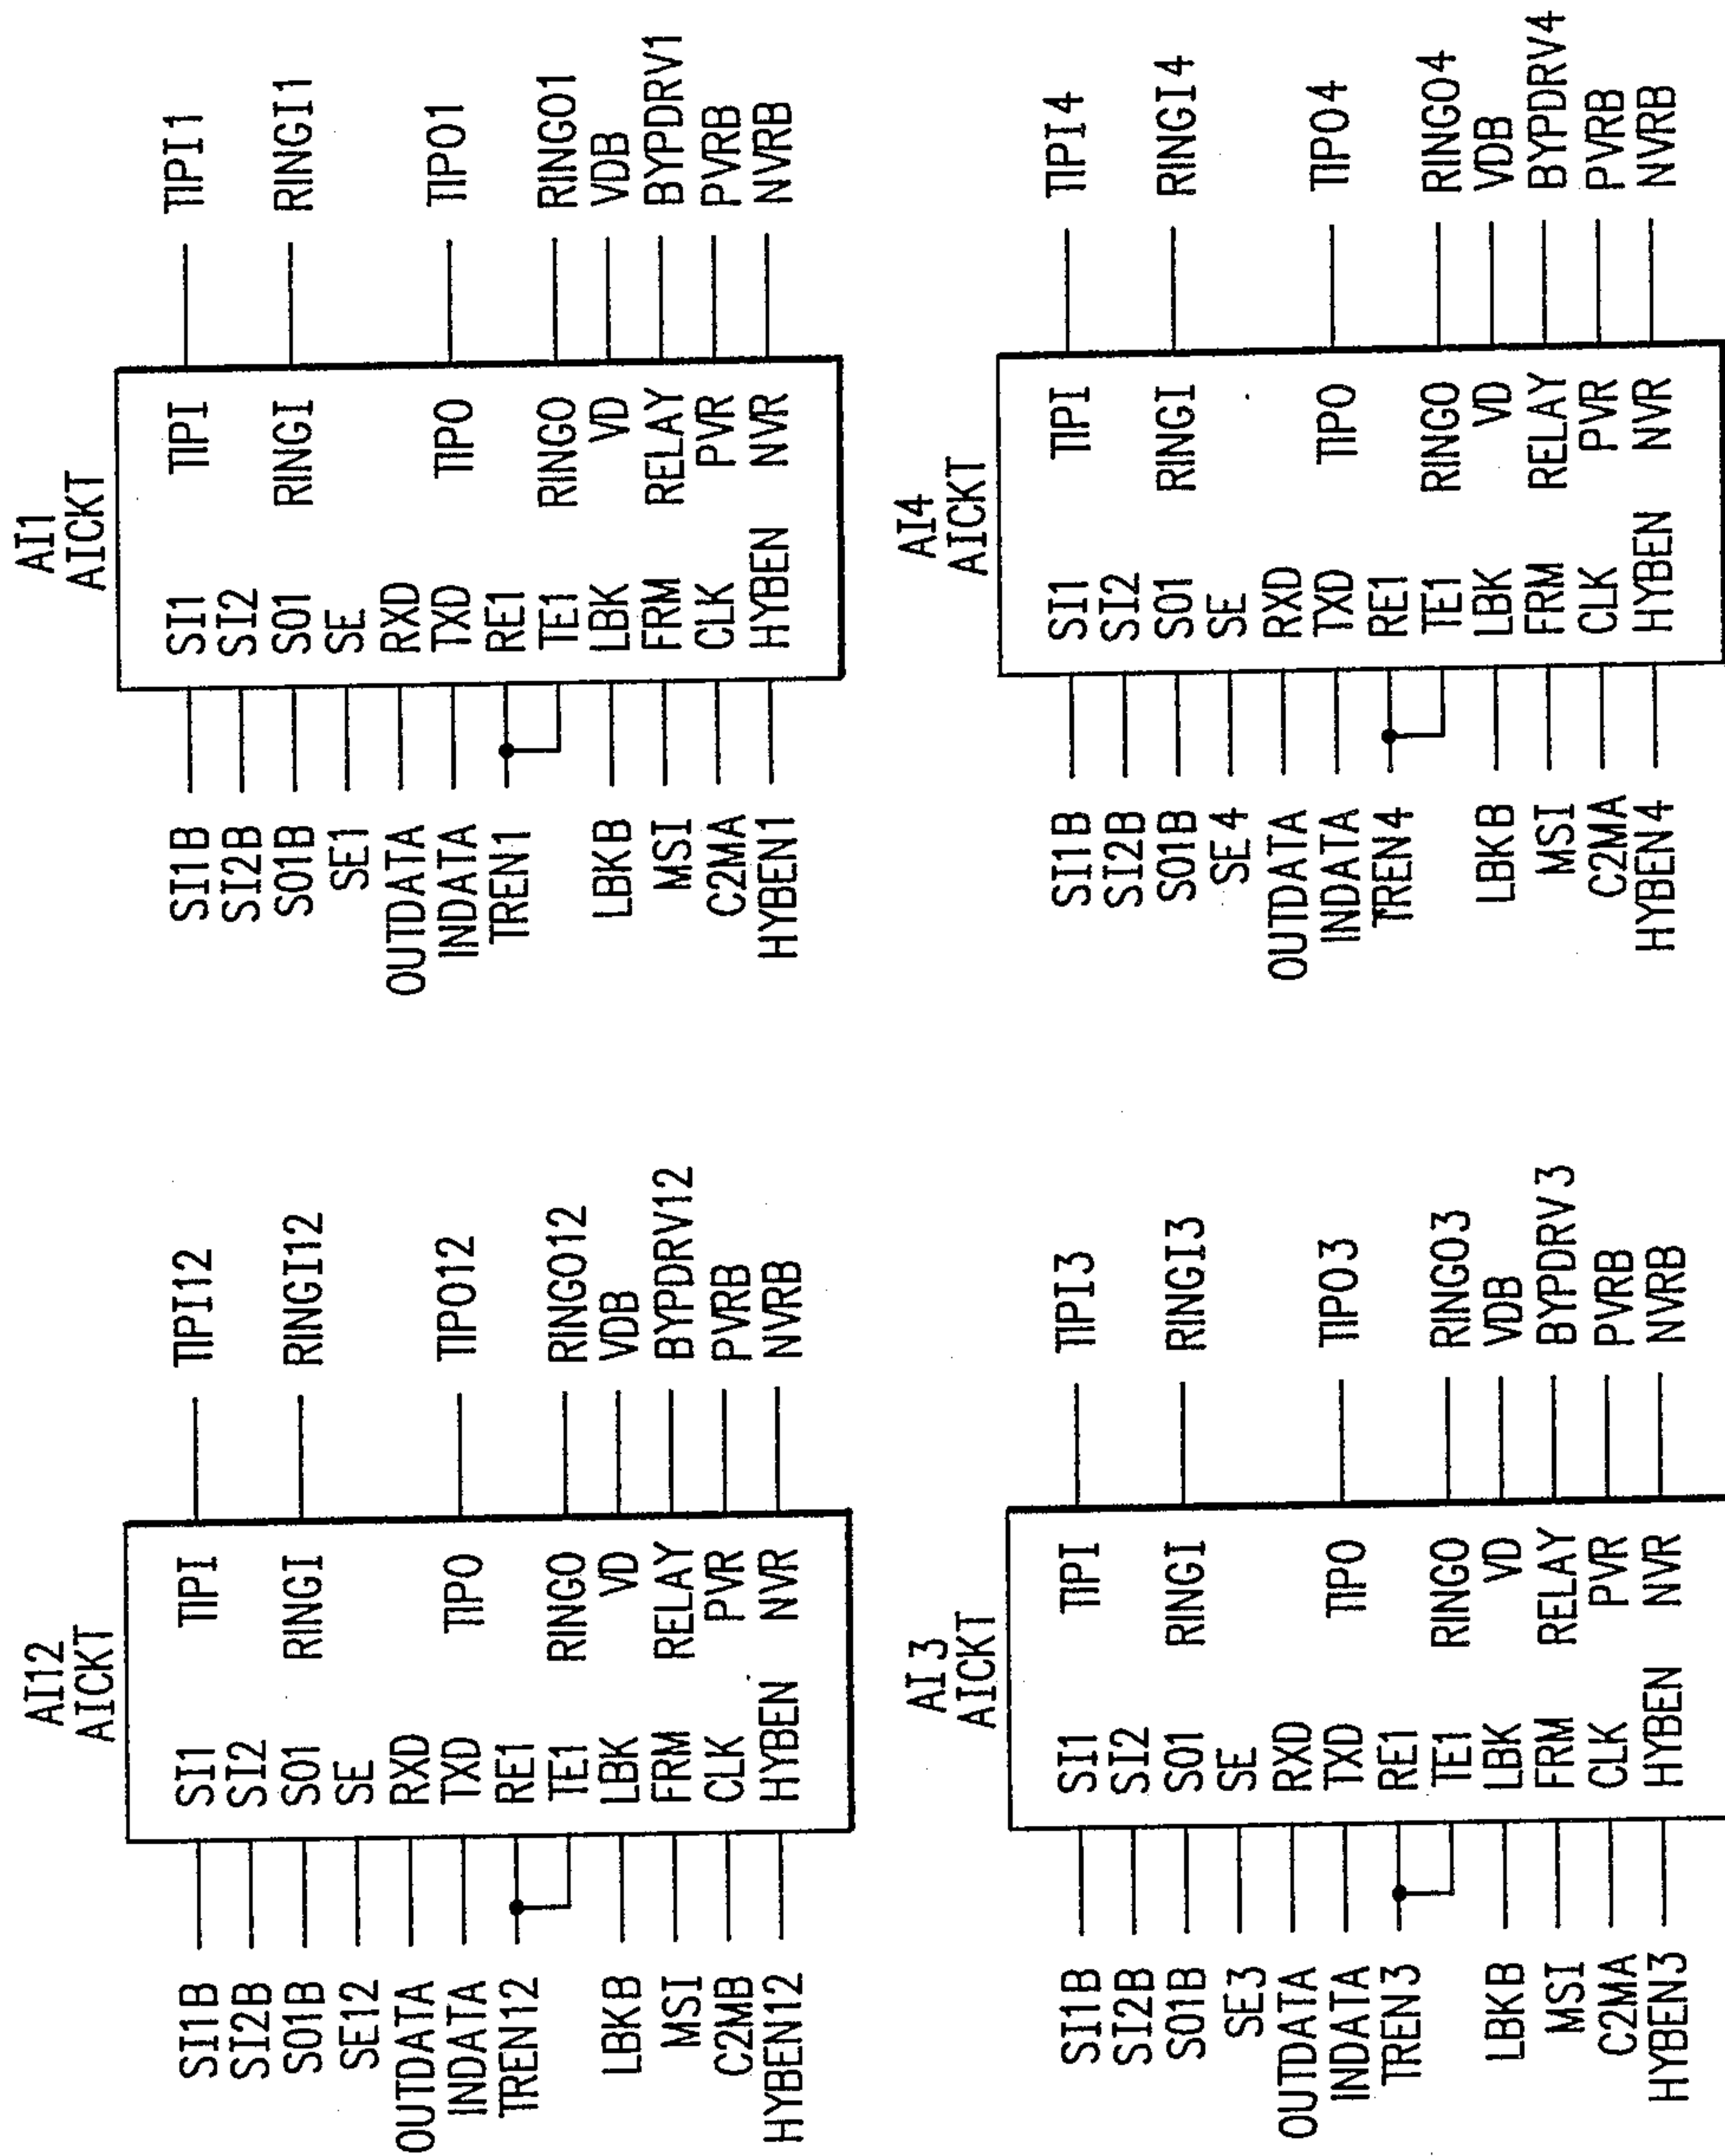 AI12
AICKT
SI1B SI1 TIPI TIPI12
SI2B SI2
SO1B SO1 RINGI RINGI12
SE12 SE
OUTDATA RXD
INDATA TXD TIPO TIPO12
TREN12 RE1
TE1 RINGO RINGO12
LBKB LBK VD VDB
MSI FRM RELAY BYPDRV12
C2MB CLK PVR PVRB
HYBEN12 HYBEN NVR NVRB
AI1
AICKT
SI1B SI1 TIPI TIPI1
SI2B SI2
SO1B SO1 RINGI RINGI1
SE1 SE
OUTDATA RXD
INDATA TXD TIPO TIPO1
TREN1 RE1
TE1 RINGO RINGO1
LBKB LBK VD VDB
MSI FRM RELAY BYPDRV1
C2MA CLK PVR PVRB
HYBEN1 HYBEN NVR NVRB
AI3
AICKT
SI1B SI1 TIPI TIPI3
SI2B SI2
SO1B SO1 RINGI RINGI3
SE3 SE
OUTDATA RXD
INDATA TXD TIPO TIPO3
TREN3 RE1
TE1 RINGO RINGO3
LBKB LBK VD VDB
MSI FRM RELAY BYPDRV3
C2MA CLK PVR PVRB
HYBEN3 HYBEN NVR NVRB
AI4
AICKT
SI1B SI1 TIPI TIPI4
SI2B SI2
SO1B SO1 RINGI RINGI4
SE4 SE
OUTDATA RXD
INDATA TXD TIPO TIPO4
TREN4 RE1
TE1 RINGO RINGO4
LBKB LBK VD VDB
MSI FRM RELAY BYPDRV4
C2MA CLK PVR PVRB
HYBEN4 HYBEN NVR NVRB